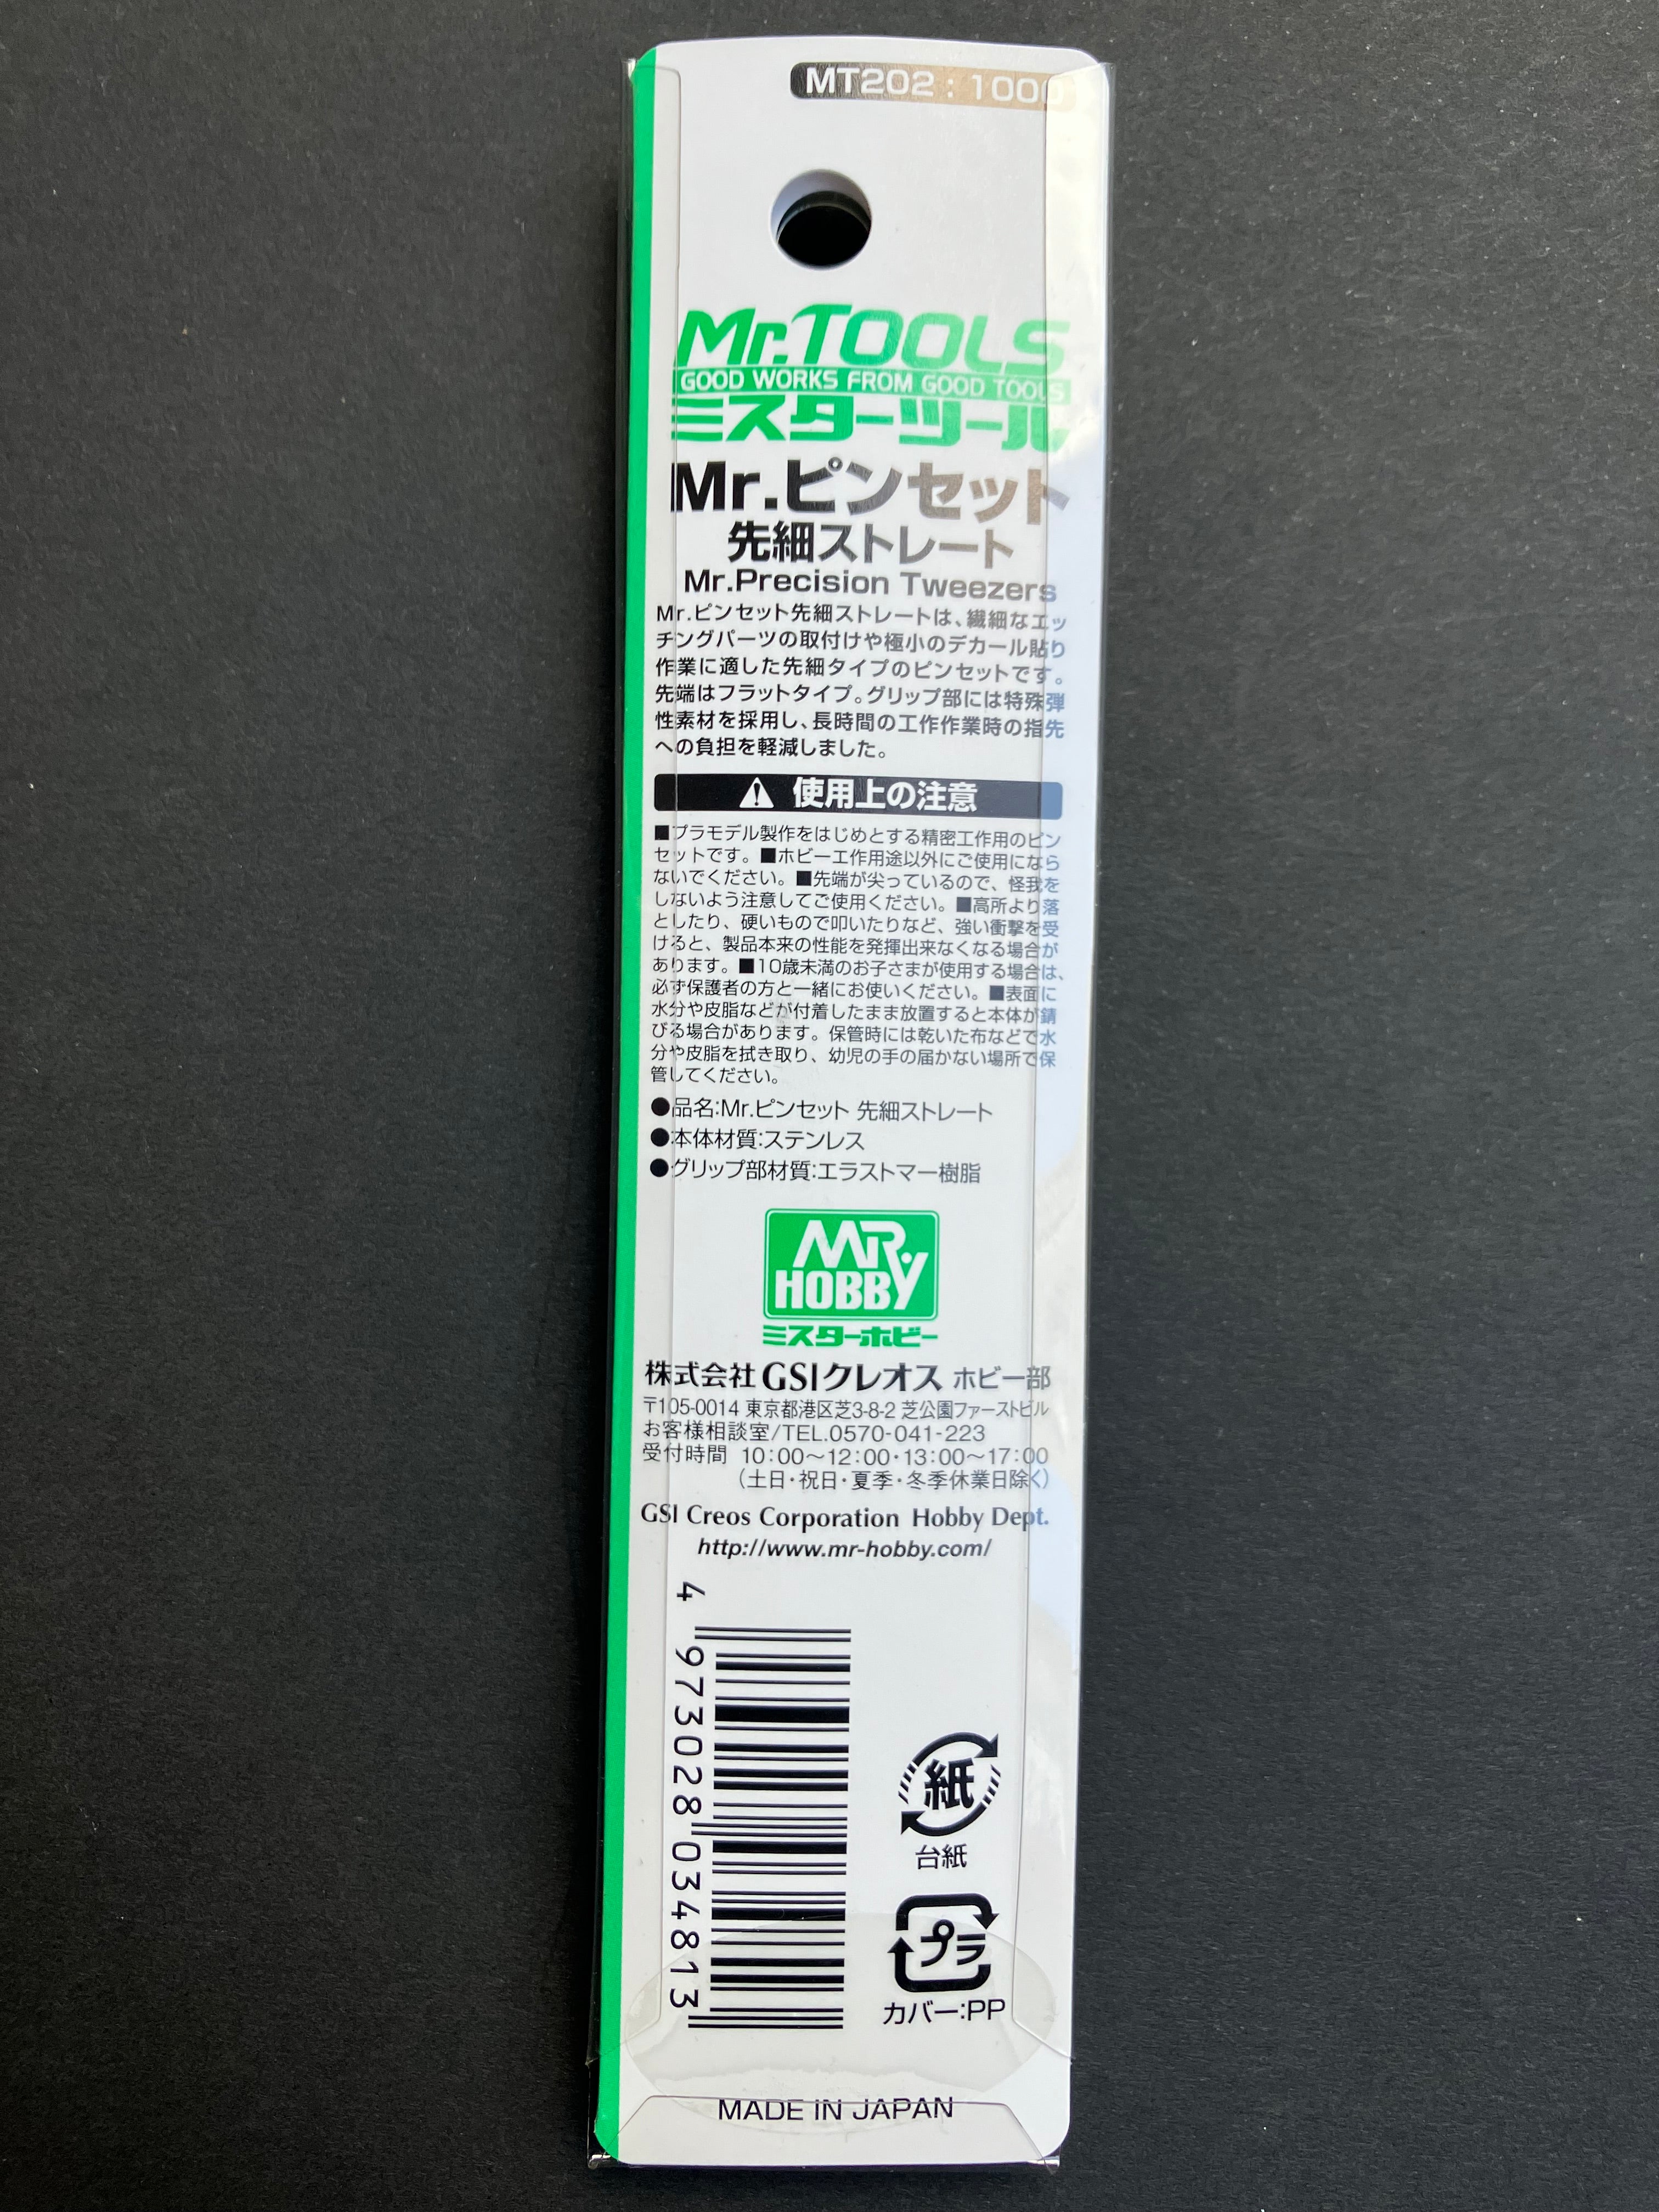 MT202 : 1000
Mr.TOOLS
GOOD WORKS FROM GOOD TOOLS
ミスターツール
Mr.ピンセット
先細ストレート
Mr.Precision Tweezers
Mr.ピンセット先細ストレートは、繊細なエッ
チングパーツの取付けや極小のデカール貼り
作業に適した先細タイプのピンセットです。
先端はフラットタイプ。グリップ部には特殊弾
性素材を採用し、長時間の工作作業時の指先
への負担を軽減しました。
使用上の注意
■プラモデル製作をはじめとする精密工作用のピン
セットです。■ホビー工作用途以外にご使用になら
ないでください。■先端が尖っているので、怪我を
しないよう注意してご使用ください。■高所より落
としたり、硬いもので叩いたりなど、強い衝撃を受
けると、製品本来の性能を発揮出来なくなる場合が
あります。■10歳未満のお子さまが使用する場合は、
必ず保護者の方と一緒にお使いください。■表面に
水分や皮脂などが付着したまま放置すると本体が錆
びる場合があります。保管時には乾いた布などで水
分や皮脂を拭き取り、幼児の手の届かない場所で保
管してください。
●品名:Mr.ピンセット 先細ストレート
●本体材質:ステンレス
●グリップ部材質:エラストマー樹脂
MR HOBBY
ミスターホビー
株式会社 GSIクレオス ホビー部
〒105-0014 東京都港区芝3-8-2 芝公園ファーストビル
お客様相談室/TEL.0570-041-223
受付時間 10:00〜12:00・13:00〜17:00
(土日・祝日・夏季・冬季休業日除く)
GSI Creos Corporation Hobby Dept.
http://www.mr-hobby.com/
4 973028 034813
紙
台紙
プラ
カバー:PP
MADE IN JAPAN